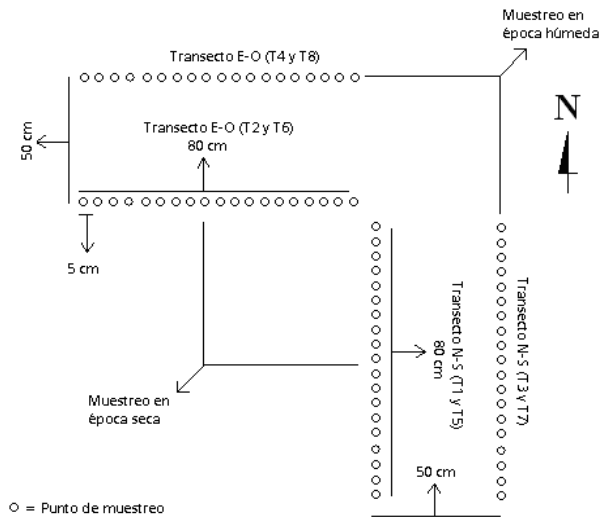 Muestreo en
época húmeda
Transecto E-O (T4 y T8)
N
50 cm
Transecto E-O (T2 y T6)
80 cm
5 cm
Transecto N-S (T1 y T5)
80 cm
Transecto N-S (T3 y T7)
Muestreo en
época seca
50 cm
= Punto de muestreo